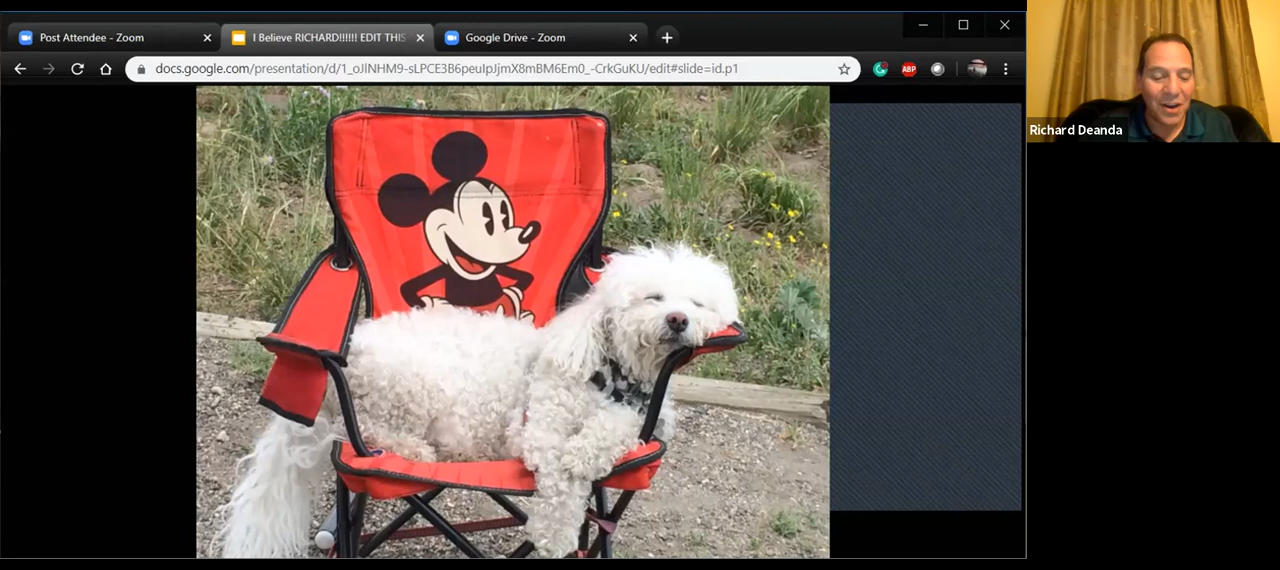 Post Attendee - Zoom
I Believe RICHARD!!!!!! EDIT THIS
Google Drive - Zoom
docs.google.com/presentation/d/1_oJlNHM9-sLPCE3B6peuIpJjmX8mBM6Em0_-CrkGuKU/edit#slide=id.p1
ABP
Richard Deanda